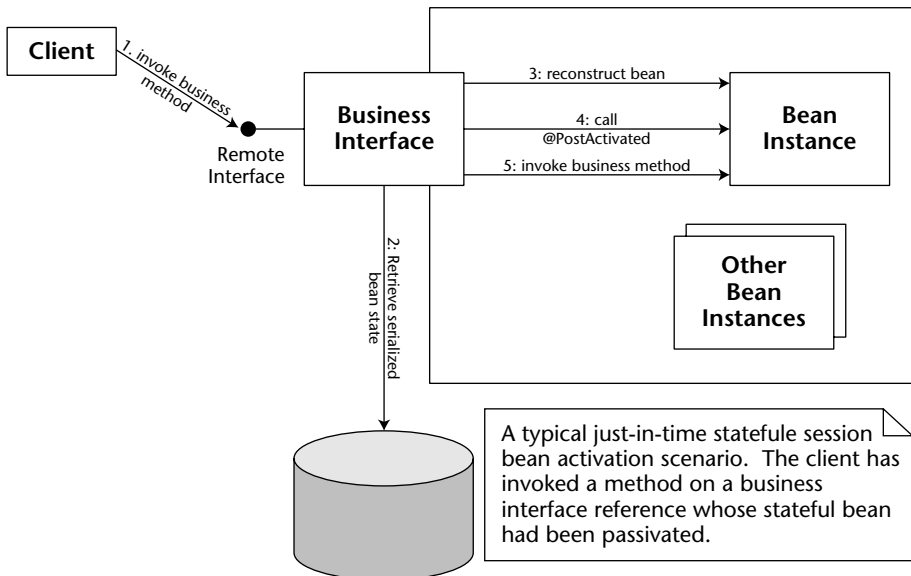 Client
1. invoke business
method
Remote
Interface
Business
Interface
3: reconstruct bean
4: call
@PostActivated
5: invoke business method
Bean
Instance
2: Retrieve serialized
bean state
Other
Bean
Instances
A typical just-in-time statefule session
bean activation scenario. The client has
invoked a method on a business
interface reference whose stateful bean
had been passivated.